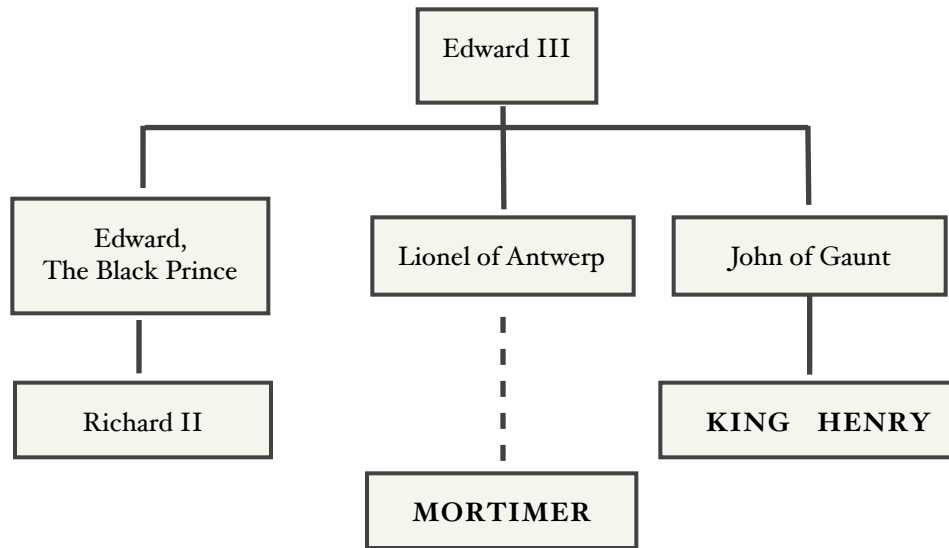 Edward III
Edward,
The Black Prince
Lionel of Antwerp
John of Gaunt
Richard II
KING HENRY
MORTIMER